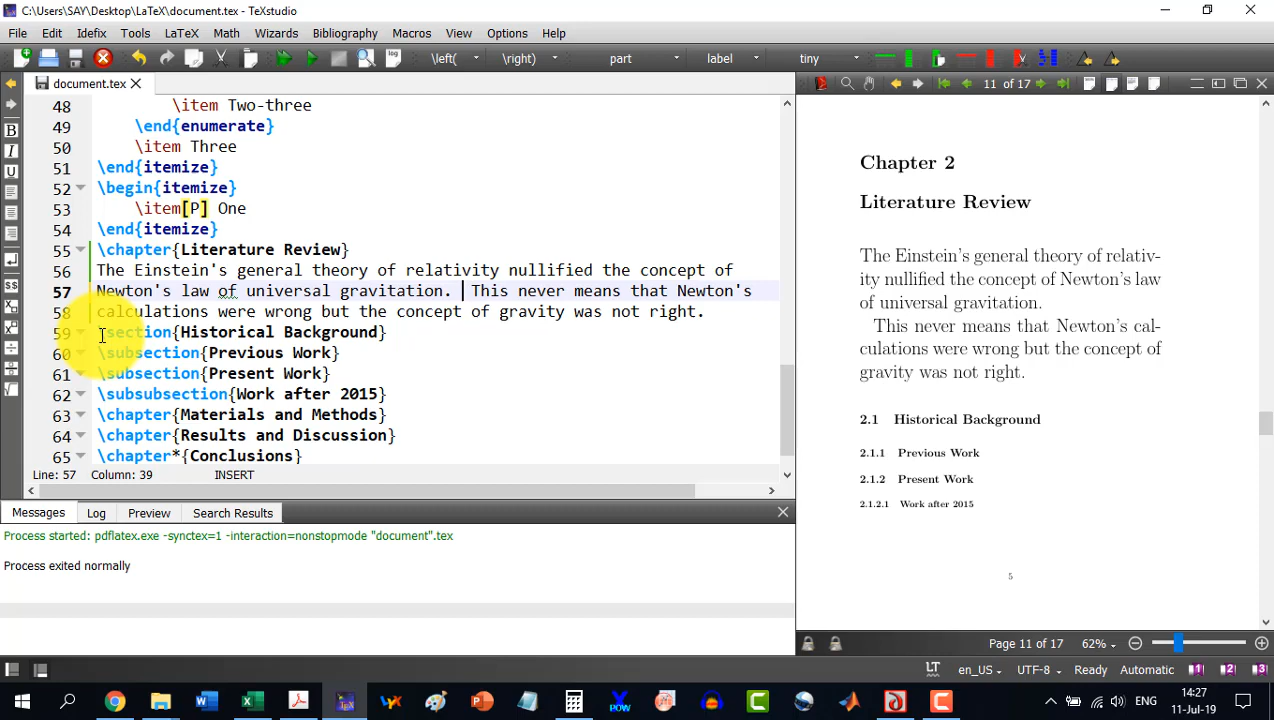 C:\Users\SAY\Desktop\LaTeX\document.tex - TeXstudio
File Edit Idefix Tools LaTeX Math Wizards Bibliography Macros View Options Help
\left( \right) part label tiny
document.tex
11 of 17
48 \item Two-three
49 \end{enumerate}
50 \item Three
51 \end{itemize}
52 \begin{itemize}
53 \item[P] One
54 \end{itemize}
55 \chapter{Literature Review}
56 The Einstein's general theory of relativity nullified the concept of
57 Newton's law of universal gravitation. This never means that Newton's
58 calculations were wrong but the concept of gravity was not right.
59 \section{Historical Background}
60 \subsection{Previous Work}
61 \subsection{Present Work}
62 \subsubsection{Work after 2015}
63 \chapter{Materials and Methods}
64 \chapter{Results and Discussion}
65 \chapter*{Conclusions}
Line: 57 Column: 39 INSERT
Messages Log Preview Search Results
Process started: pdflatex.exe -synctex=1 -interaction=nonstopmode "document".tex
Process exited normally
Chapter 2
Literature Review
The Einstein's general theory of relativ-
ity nullified the concept of Newton's law
of universal gravitation.
This never means that Newton's cal-
culations were wrong but the concept of
gravity was not right.
2.1 Historical Background
2.1.1 Previous Work
2.1.2 Present Work
2.1.2.1 Work after 2015
5
Page 11 of 17 62%
LT en_US UTF-8 Ready Automatic 1 2 3
ENG
14:27
11-Jul-19